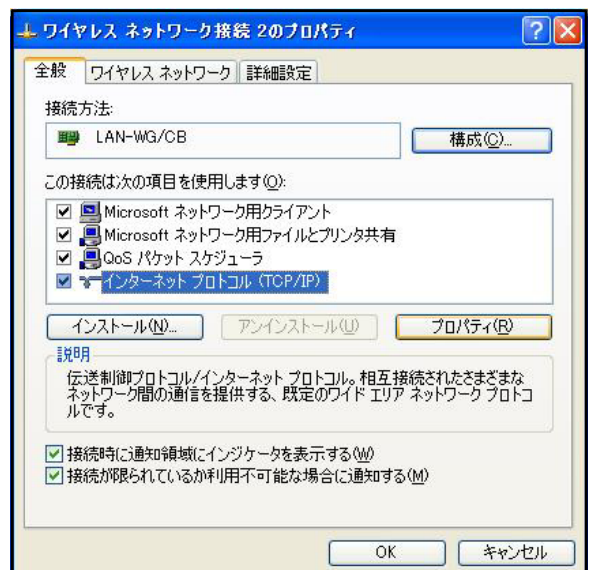 ワイヤレス ネットワーク接続 2のプロパティ
全般 ワイヤレス ネットワーク 詳細設定
接続方法:
LAN-WG/CB 構成(C)...
この接続は次の項目を使用します(O):
Microsoft ネットワーク用クライアント
Microsoft ネットワーク用ファイルとプリンタ共有
QoS パケット スケジューラ
インターネット プロトコル (TCP/IP)
インストール(N)... アンインストール(U) プロパティ(R)
説明
伝送制御プロトコル/インターネット プロトコル。相互接続されたさまざまな
ネットワーク間の通信を提供する、既定のワイド エリア ネットワーク プロトコ
ルです。
接続時に通知領域にインジケータを表示する(W)
接続が限られているか利用不可能な場合に通知する(M)
OK キャンセル